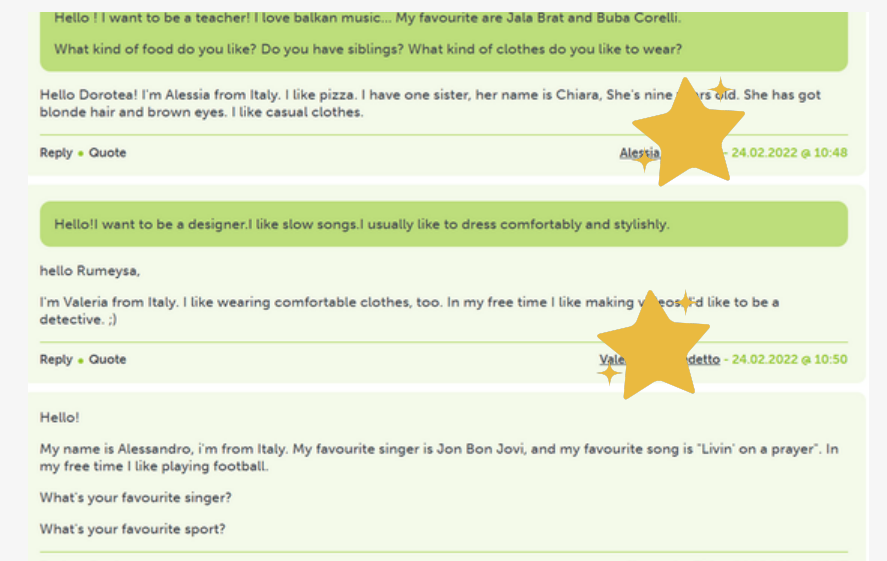 Hello ! I want to be a teacher! I love balkan music... My favourite are Jala Brat and Buba Corelli.
What kind of food do you like? Do you have siblings? What kind of clothes do you like to wear?
Hello Dorotea! I'm Alessia from Italy. I like pizza. I have one sister, her name is Chiara, She's nine old. She has got
blonde hair and brown eyes. I like casual clothes.
Reply • Quote
Alessia - 24.02.2022 @ 10:48
Hello!I want to be a designer.I like slow songs.I usually like to dress comfortably and stylishly.
hello Rumeysa,
I'm Valeria from Italy. I like wearing comfortable clothes, too. In my free time I like making like to be a
detective. ;)
Reply • Quote
- 24.02.2022 @ 10:50
Hello!
My name is Alessandro, i'm from Italy. My favourite singer is Jon Bon Jovi, and my favourite song is "Livin' on a prayer". In
my free time I like playing football.
What's your favourite singer?
What's your favourite sport?